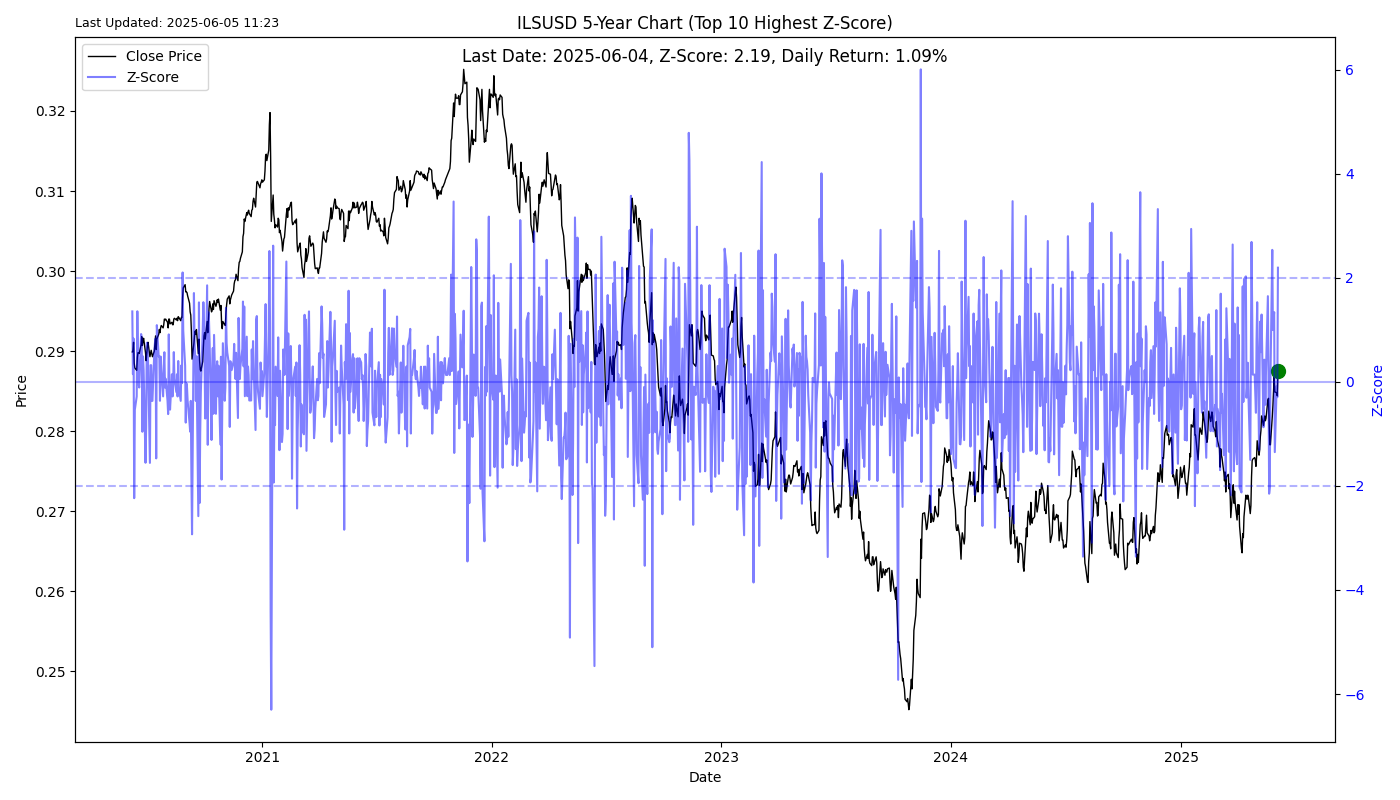 Last Updated: 2025-06-05 11:23
ILSUSD 5-Year Chart (Top 10 Highest Z-Score)
Last Date: 2025-06-04, Z-Score: 2.19, Daily Return: 1.09%
Close Price
Z-Score
0.32
0.31
0.30
0.29
0.28
0.27
0.26
0.25
Price
6
4
2
0
−2
−4
−6
Z-Score
2021
2022
2023
2024
2025
Date